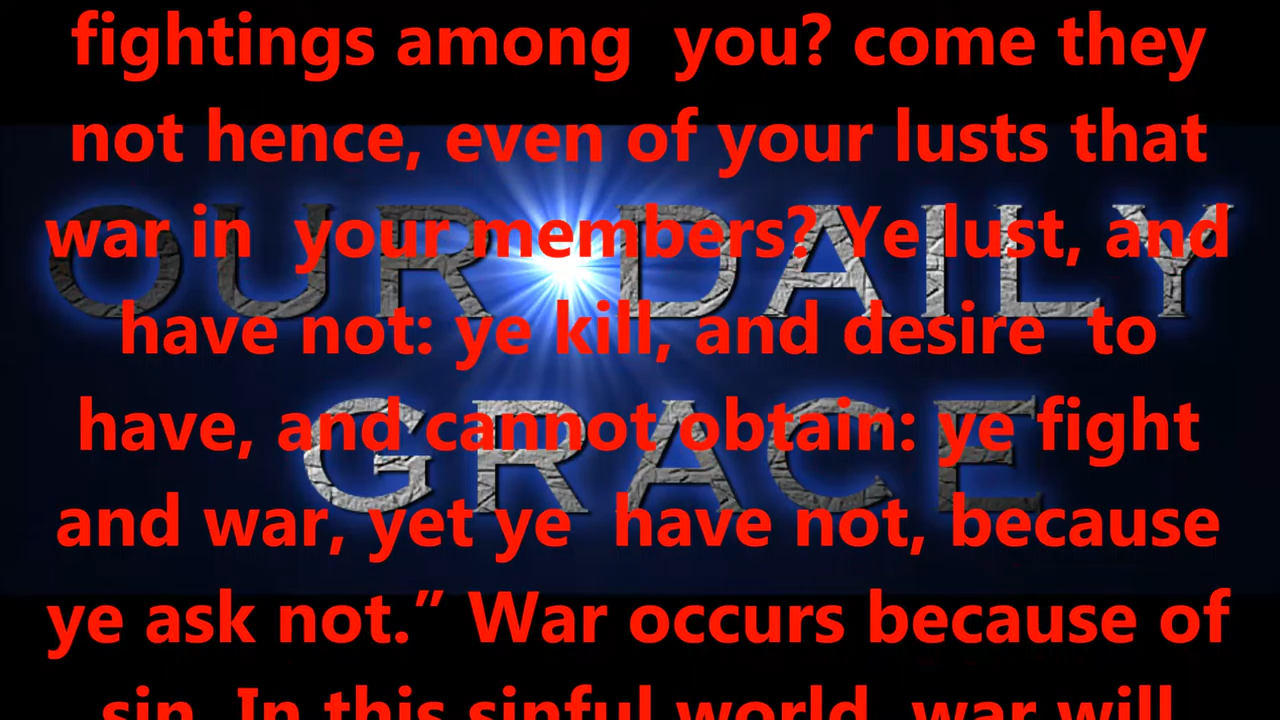 fightings among  you? come they
not hence, even of your lusts that
war in  your members? Ye lust, and
have not: ye kill, and desire  to
have, and cannot obtain: ye fight
and war, yet ye  have not, because
ye ask not.” War occurs because of
sin. In this sinful world, war will
OUR DAILY
GRACE